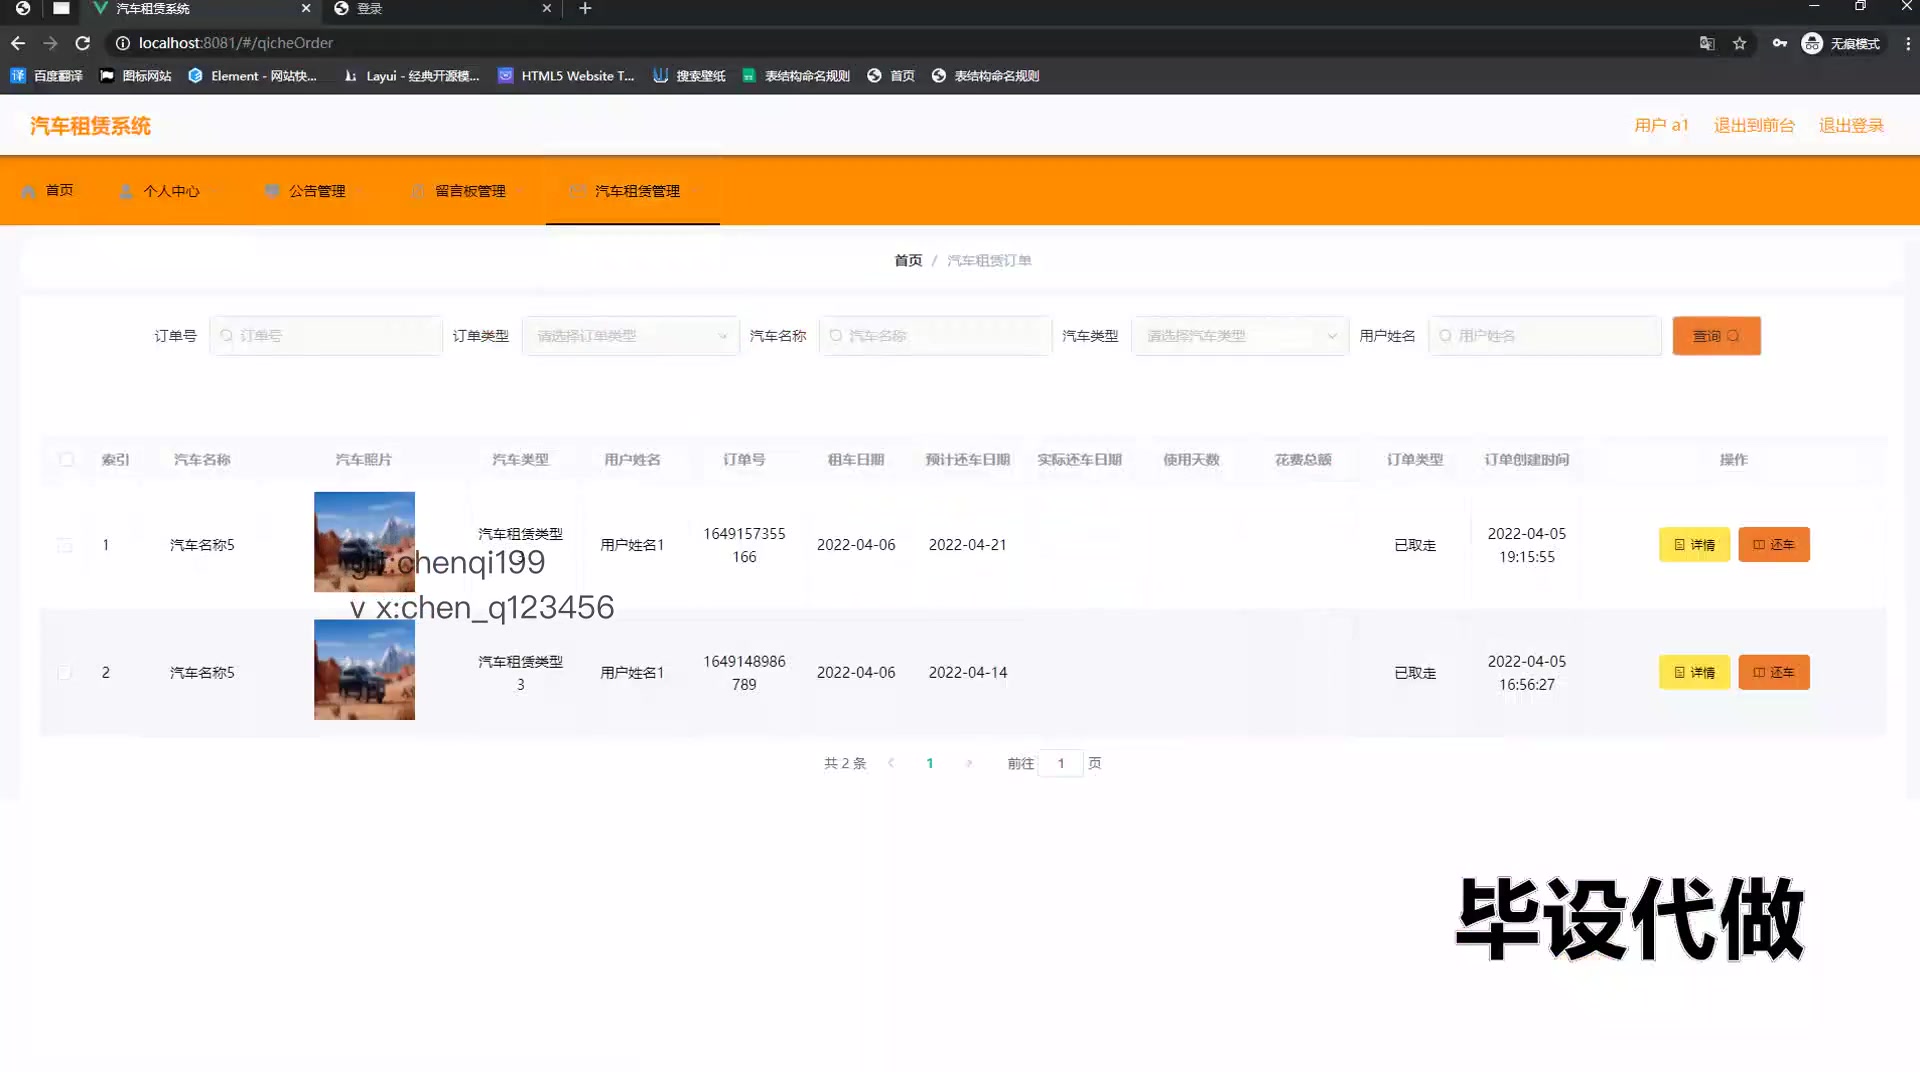 汽车租赁系统
登录
localhost:8081/#/qicheOrder
无痕模式
百度翻译 图标网站 Element - 网站快... Layui - 经典开源模... HTML5 Website T... 搜索壁纸 表结构命名规则 首页 表结构命名规则
汽车租赁系统
用户 a1 退出到前台 退出登录
首页 个人中心 公告管理 留言板管理 汽车租赁管理
首页 / 汽车租赁订单
订单号 订单号 订单类型 请选择订单类型 汽车名称 汽车名称 汽车类型 请选择汽车类型 用户姓名 用户姓名 查询
索引 汽车名称 汽车照片 汽车类型 用户姓名 订单号 租车日期 预计还车日期 实际还车日期 使用天数 花费总额 订单类型 订单创建时间 操作
1 汽车名称5 汽车租赁类型 用户姓名1 1649157355166 2022-04-06 2022-04-21 已取走 2022-04-05 19:15:55 详情 还车
:chenqi199
v x:chen_q123456
2 汽车名称5 汽车租赁类型3 用户姓名1 1649148986789 2022-04-06 2022-04-14 已取走 2022-04-05 16:56:27 详情 还车
共 2 条 1 前往 1 页
毕设代做